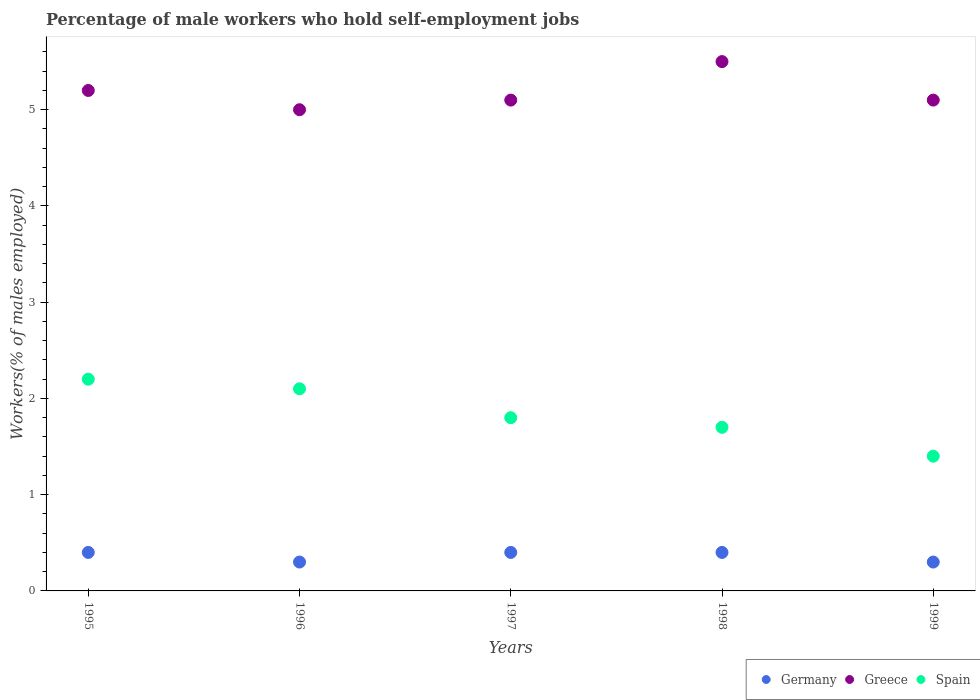 Percentage of male workers who hold self-employment jobs
Workers(% of males employed)
5
4
3
2
1
0
1995
1996
1997
1998
1999
Years
Germany
Greece
Spain